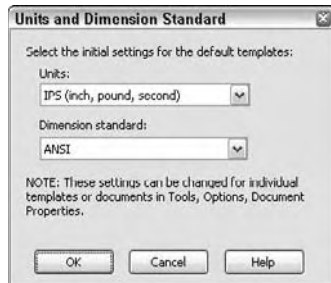 Units and Dimension Standard
Select the initial settings for the default templates:
Units:
IPS (inch, pound, second)
Dimension standard:
ANSI
NOTE: These settings can be changed for individual
templates or documents in Tools, Options, Document
Properties.
OK
Cancel
Help